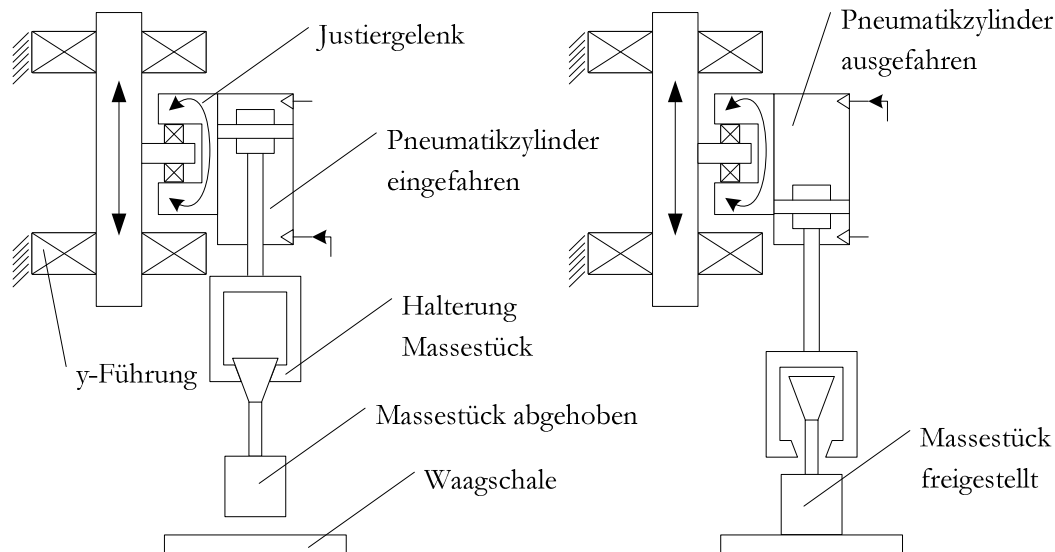 Justiergelenk
Pneumatikzylinder
eingefahren
Halterung
Massestück
y-Führung
Massestück abgehoben
Waagschale
Pneumatikzylinder
ausgefahren
Massestück
freigestellt